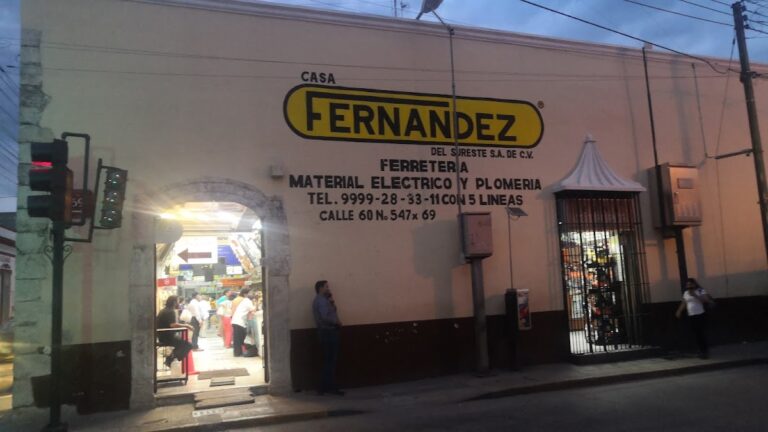 CASA
FERNANDEZ ®
DEL SURESTE S.A. DE C.V.
FERRETERIA
MATERIAL ELECTRICO Y PLOMERIA
TEL. 9999-28-33-11 CON 5 LINEAS
CALLE 60 No. 547 x 69
69